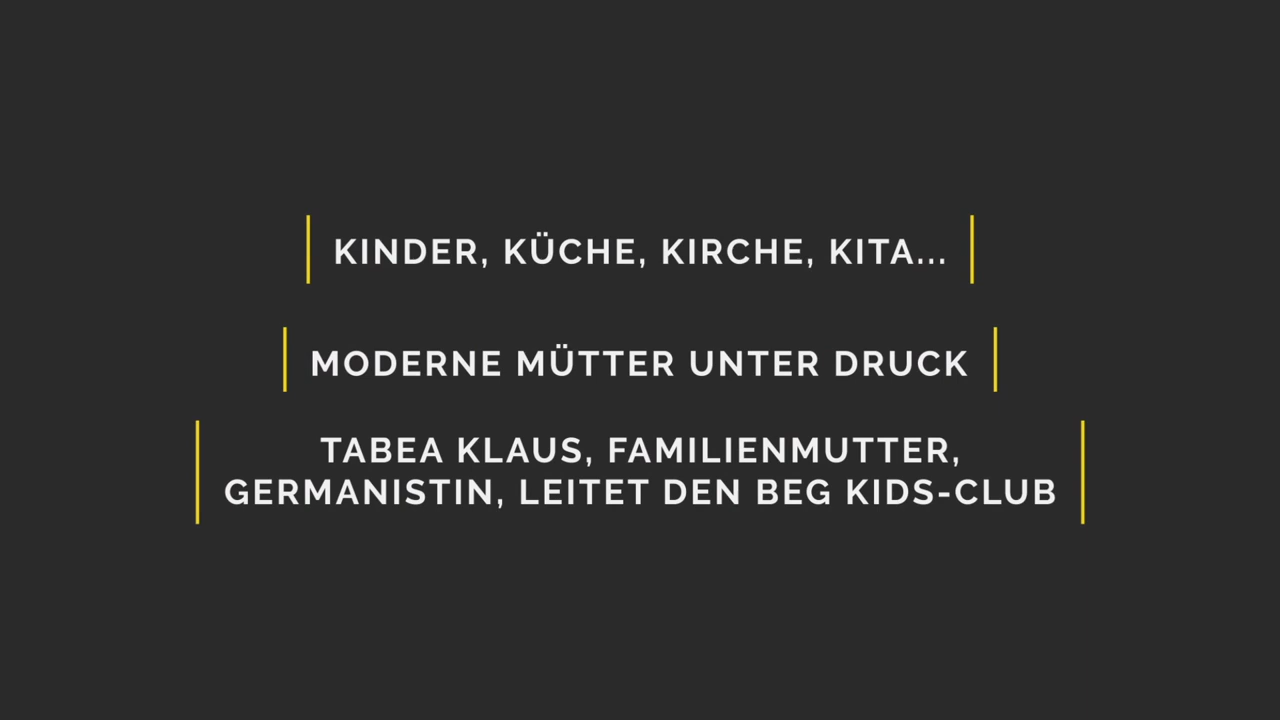 KINDER, KÜCHE, KIRCHE, KITA...
MODERNE MÜTTER UNTER DRUCK
TABEA KLAUS, FAMILIENMUTTER,
GERMANISTIN, LEITET DEN BEG KIDS-CLUB